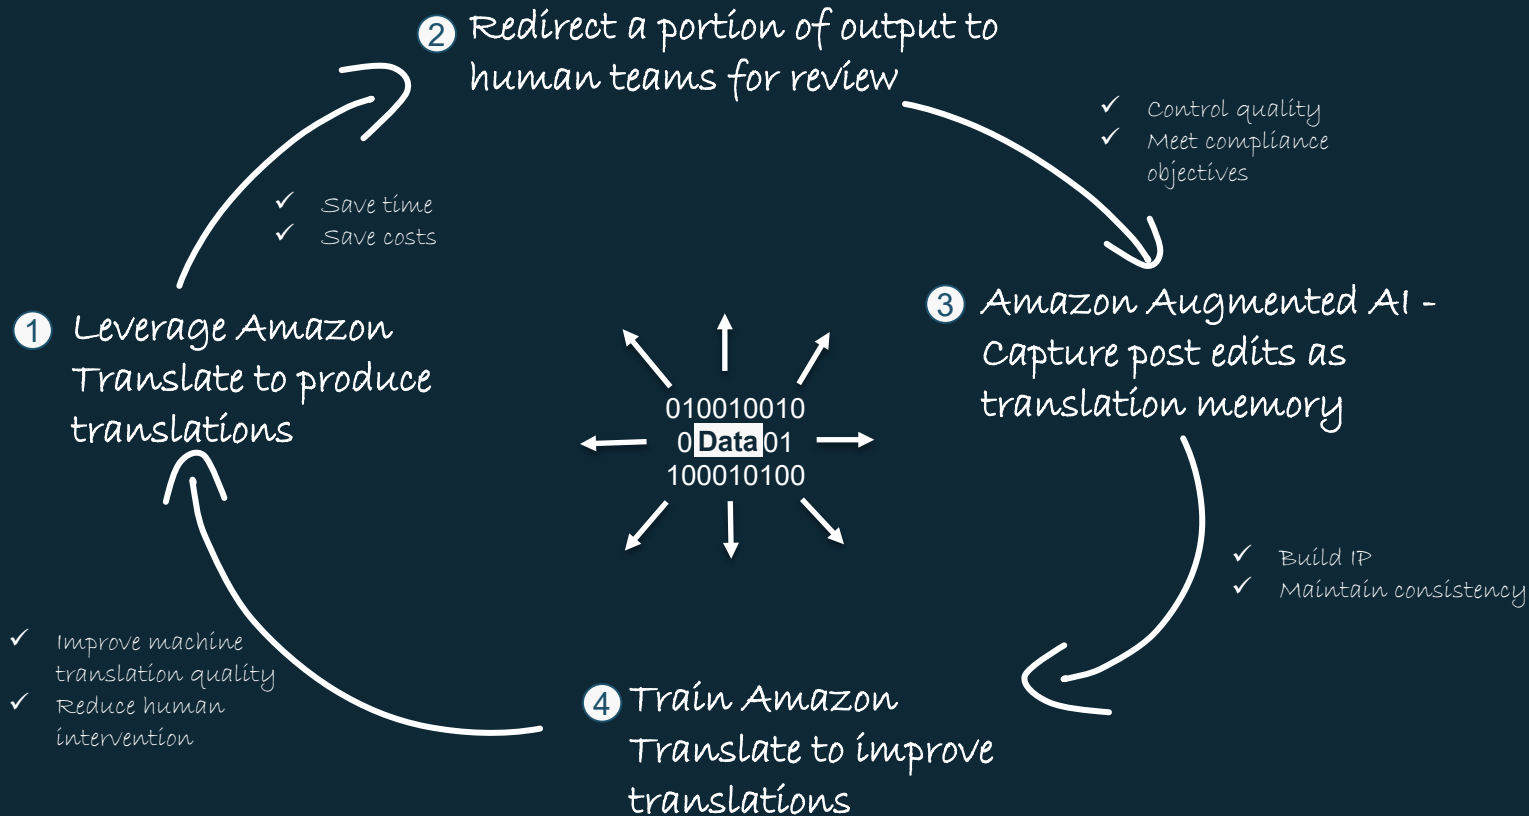 2 Redirect a portion of output to
human teams for review
✓ Control quality
✓ Meet compliance
objectives
✓ Save time
✓ Save costs
1 Leverage Amazon
Translate to produce
translations
3 Amazon Augmented AI -
Capture post edits as
translation memory
010010010
0 Data 01
100010100
✓ Build IP
✓ Maintain consistency
✓ Improve machine
translation quality
✓ Reduce human
intervention
4 Train Amazon
Translate to improve
translations